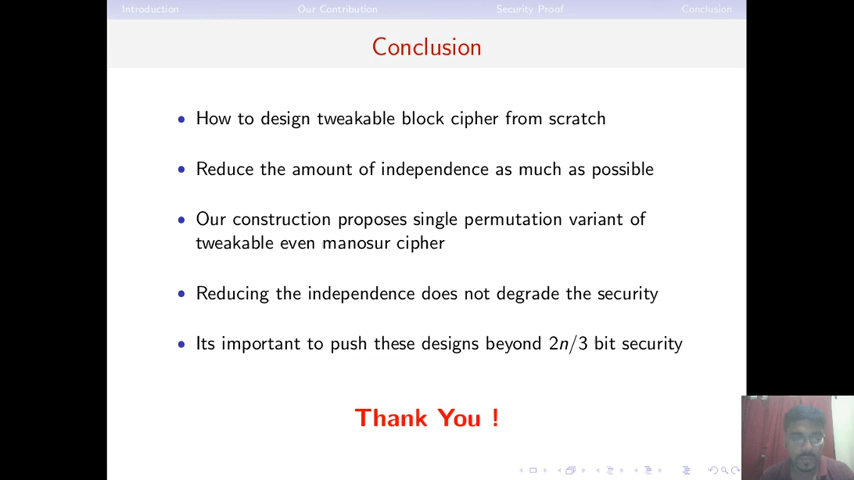 Introduction Our Contribution Security Proof Conclusion
Conclusion
• How to design tweakable block cipher from scratch
• Reduce the amount of independence as much as possible
• Our construction proposes single permutation variant of
tweakable even manosur cipher
• Reducing the independence does not degrade the security
• Its important to push these designs beyond 2n/3 bit security
Thank You !